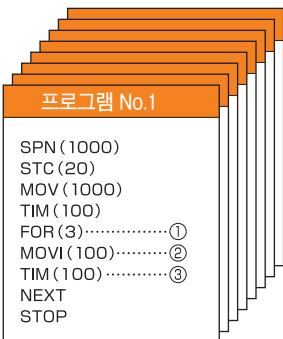 프로그램 No.1
SPN(1000)
STC(20)
MOV(1000)
TIM(100)
FOR(3)··············①
MOVI(100)··········②
TIM(100)···········③
NEXT
STOP